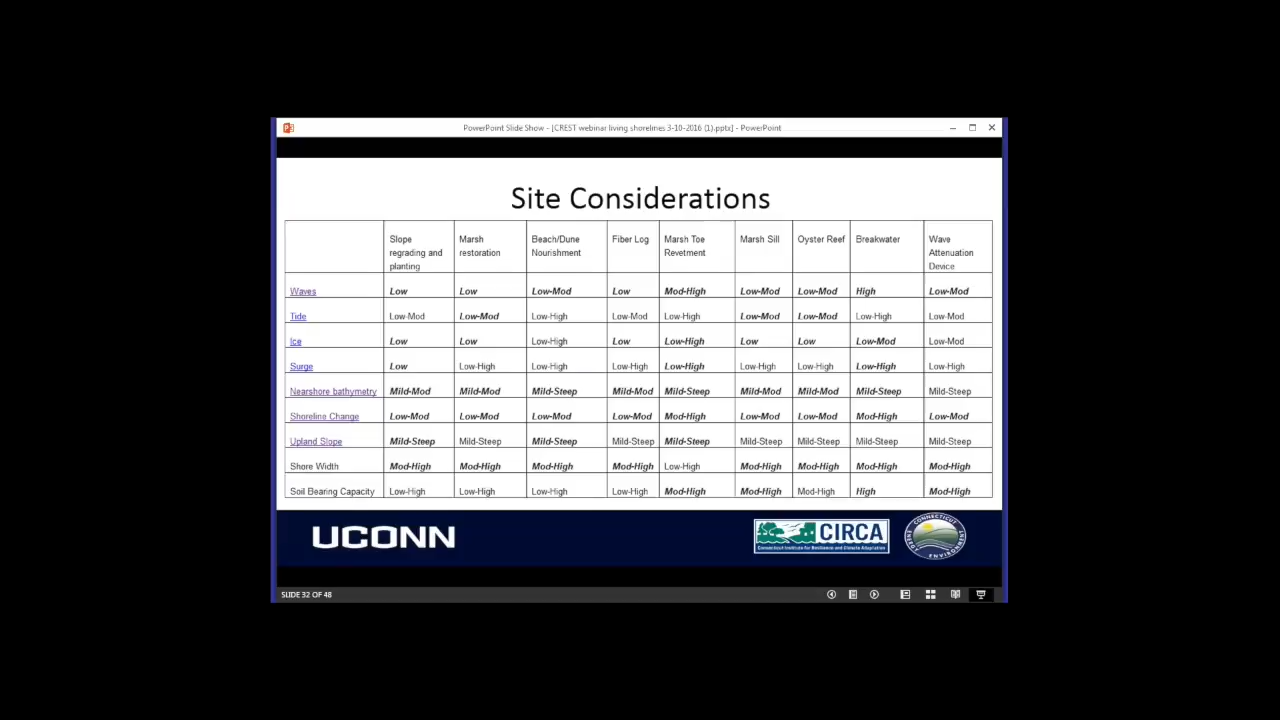 PowerPoint Slide Show - [CREST webinar living shorelines 3-10-2016 (1).pptx] - PowerPoint
Site Considerations
Slope regrading and planting Marsh restoration Beach/Dune Nourishment Fiber Log Marsh Toe Revetment Marsh Sill Oyster Reef Breakwater Wave Attenuation Device
Waves Low Low Low-Mod Low Mod-High Low-Mod Low-Mod High Low-Mod
Tide Low-Mod Low-Mod Low-High Low-Mod Low-High Low-Mod Low-Mod Low-High Low-Mod
Ice Low Low Low-High Low Low-High Low Low Low-Mod Low-Mod
Surge Low Low-High Low-High Low-High Low-High Low-High Low-High Low-High Low-High
Nearshore bathymetry Mild-Mod Mild-Mod Mild-Steep Mild-Mod Mild-Steep Mild-Mod Mild-Mod Mild-Steep Mild-Steep
Shoreline Change Low-Mod Low-Mod Low-Mod Low-Mod Mod-High Low-Mod Low-Mod Mod-High Low-Mod
Upland Slope Mild-Steep Mild-Steep Mild-Steep Mild-Steep Mild-Steep Mild-Steep Mild-Steep Mild-Steep Mild-Steep
Shore Width Mod-High Mod-High Mod-High Mod-High Low-High Mod-High Mod-High Mod-High Mod-High
Soil Bearing Capacity Low-High Low-High Low-High Low-High Mod-High Mod-High Mod-High High Mod-High
UCONN
CIRCA
Connecticut Institute for Resilience and Climate Adaptation
CONNECTICUT
ENERGY
ENVIRONMENT
SLIDE 32 OF 48